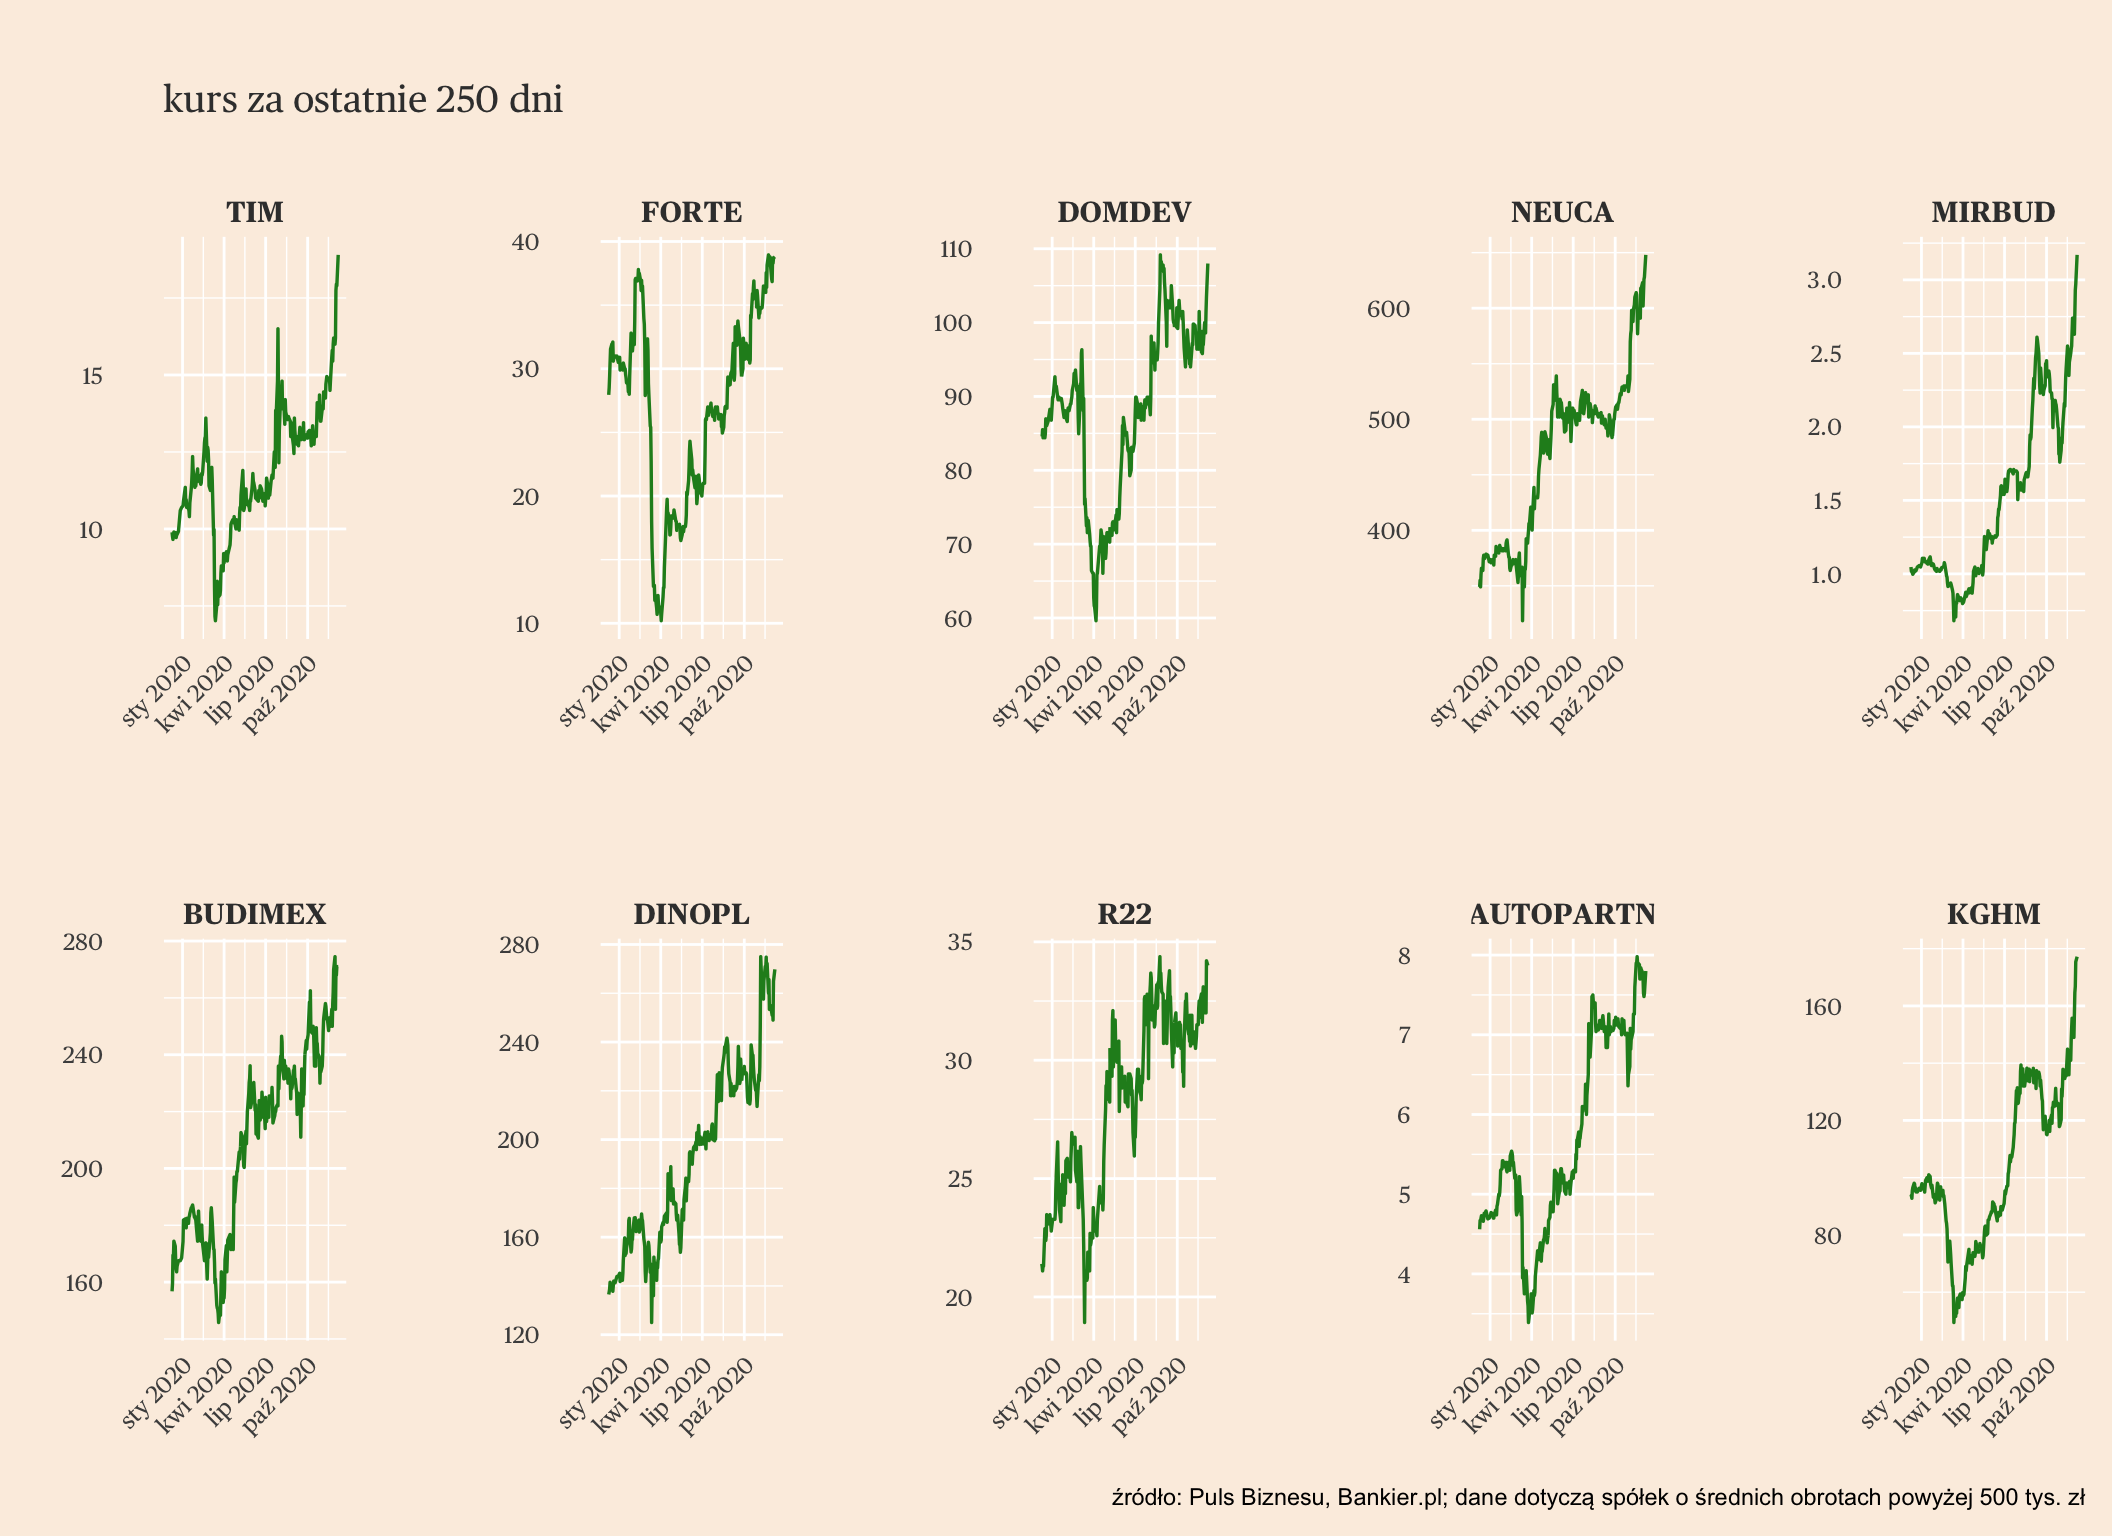 kurs za ostatnie 250 dni
TIM FORTE DOMDEV NEUCA MIRBUD
15
10
sty 2020 kwi 2020 lip 2020 paź 2020
40
30
20
10
sty 2020 kwi 2020 lip 2020 paź 2020
110
100
90
80
70
60
sty 2020 kwi 2020 lip 2020 paź 2020
600
500
400
sty 2020 kwi 2020 lip 2020 paź 2020
3.0
2.5
2.0
1.5
1.0
sty 2020 kwi 2020 lip 2020 paź 2020
BUDIMEX DINOPL R22 AUTOPARTN KGHM
280
240
200
160
sty 2020 kwi 2020 lip 2020 paź 2020
280
240
200
160
120
sty 2020 kwi 2020 lip 2020 paź 2020
35
30
25
20
sty 2020 kwi 2020 lip 2020 paź 2020
8
7
6
5
4
sty 2020 kwi 2020 lip 2020 paź 2020
160
120
80
sty 2020 kwi 2020 lip 2020 paź 2020
źródło: Puls Biznesu, Bankier.pl; dane dotyczą spółek o średnich obrotach powyżej 500 tys. zł